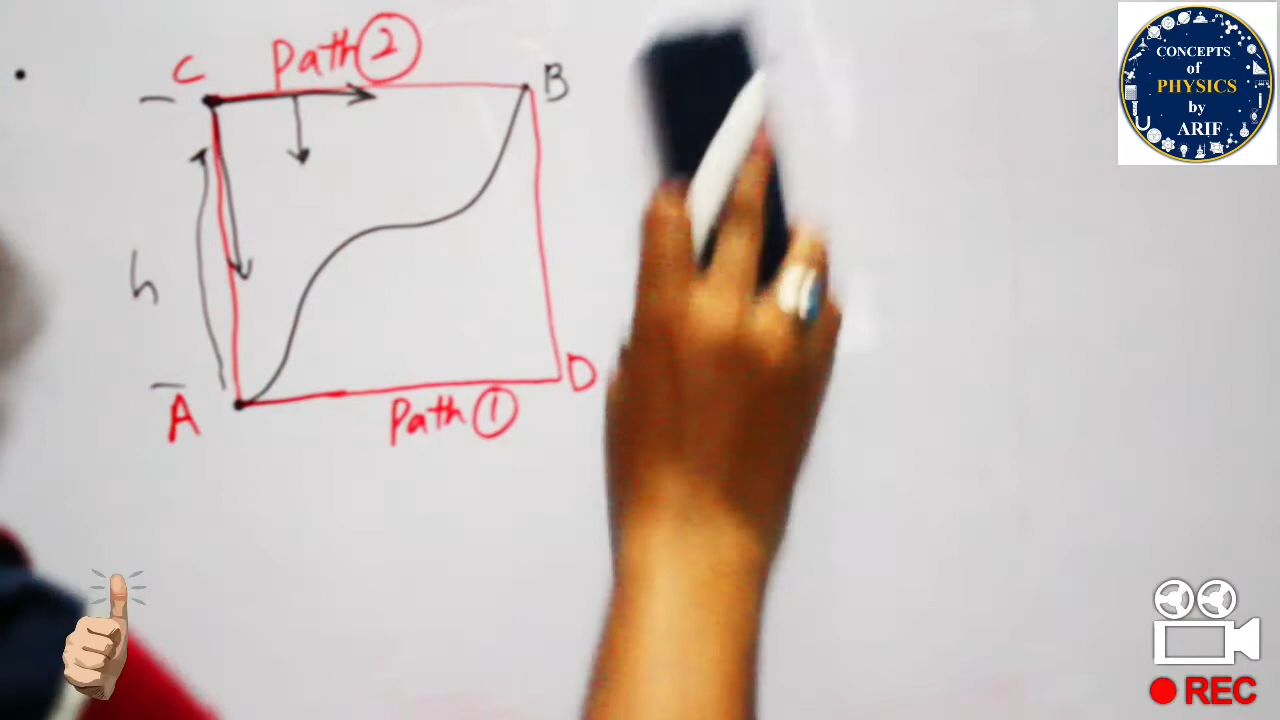 C
Path ②
B
h
A
Path ①
D
CONCEPTS
of
PHYSICS
by
ARIF
REC